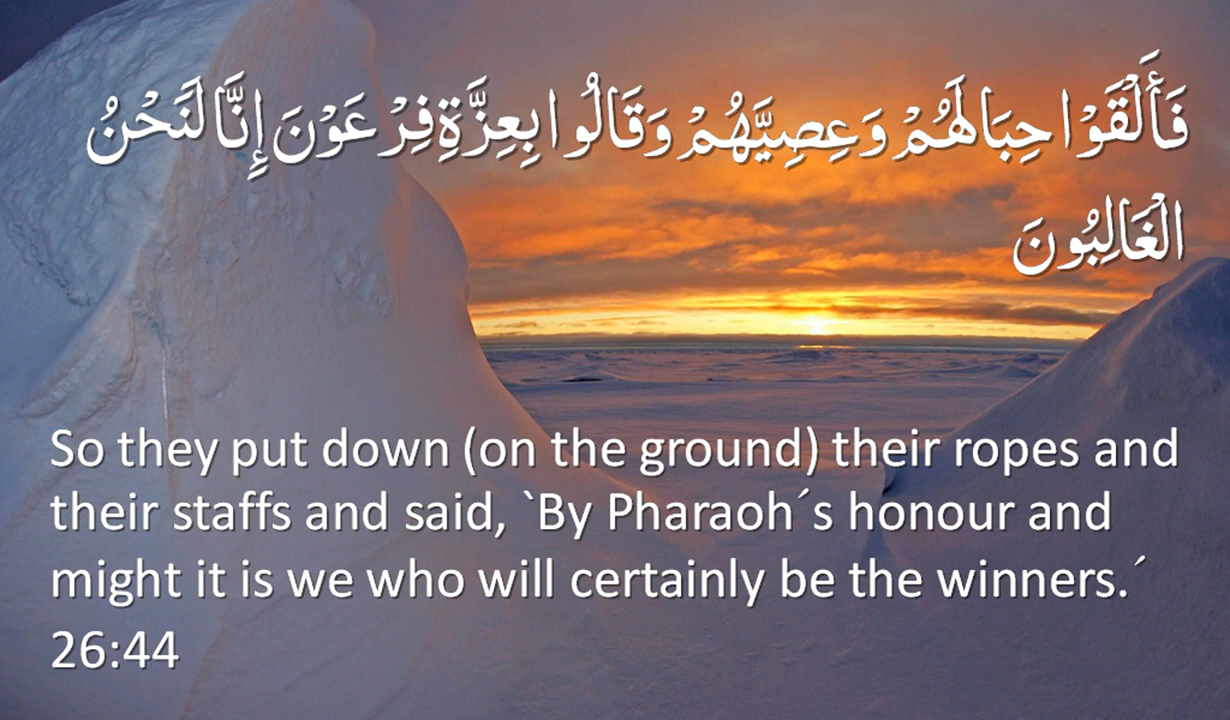 فَأَلْقَوْا حِبَالَهُمْ وَعِصِيَّهُمْ وَقَالُوا بِعِزَّةِ فِرْعَوْنَ إِنَّا لَنَحْنُ
الْغَالِبُونَ
So they put down (on the ground) their ropes and
their staffs and said, `By Pharaoh´s honour and
might it is we who will certainly be the winners.´
26:44